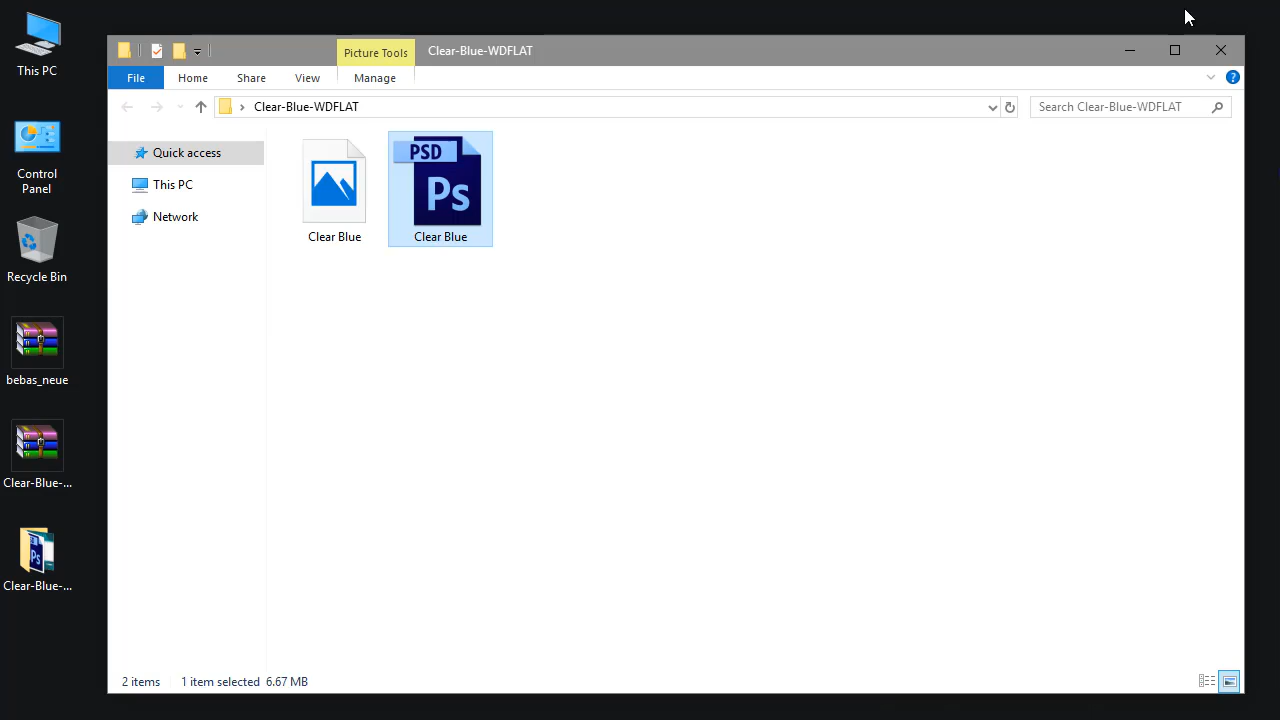 This PC
Control
Panel
Recycle Bin
bebas_neue
Clear-Blue-...
Clear-Blue-...
Picture Tools
Clear-Blue-WDFLAT
File
Home
Share
View
Manage
?
Clear-Blue-WDFLAT
Search Clear-Blue-WDFLAT
Quick access
This PC
Network
Clear Blue
PSD
Ps
Clear Blue
2 items
1 item selected 6.67 MB